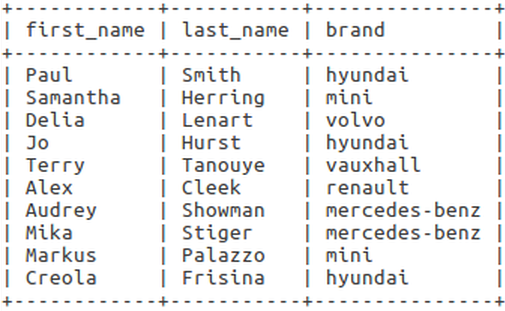 +------------+-----------+---------------+
| first_name | last_name | brand         |
+------------+-----------+---------------+
| Paul       | Smith     | hyundai       |
| Samantha   | Herring   | mini          |
| Delia      | Lenart    | volvo         |
| Jo         | Hurst     | hyundai       |
| Terry      | Tanouye   | vauxhall      |
| Alex       | Cleek     | renault       |
| Audrey     | Showman   | mercedes-benz |
| Mika       | Stiger    | mercedes-benz |
| Markus     | Palazzo   | mini          |
| Creola     | Frisina   | hyundai       |
+------------+-----------+---------------+